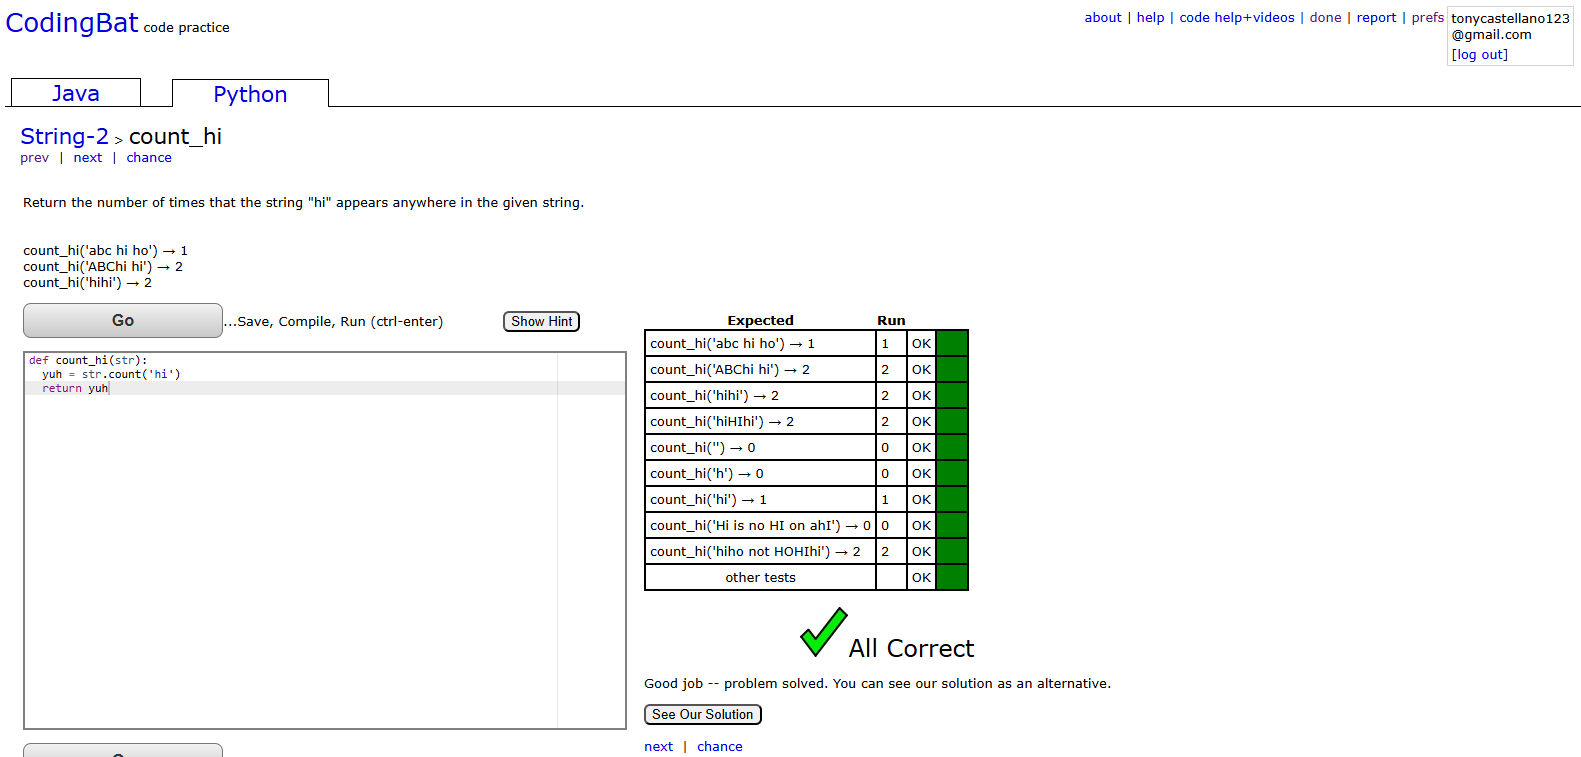 CodingBat code practice
about | help | code help+videos | done | report | prefs
tonycastellano123
@gmail.com
[log out]
Java
Python
String-2 > count_hi
prev | next | chance
Return the number of times that the string "hi" appears anywhere in the given string.
count_hi('abc hi ho') → 1
count_hi('ABChi hi') → 2
count_hi('hihi') → 2
Go
...Save, Compile, Run (ctrl-enter)
Show Hint
def count_hi(str):
  yuh = str.count('hi')
  return yuh
Expected Run
count_hi('abc hi ho') → 1 1 OK
count_hi('ABChi hi') → 2 2 OK
count_hi('hihi') → 2 2 OK
count_hi('hiHIhi') → 2 2 OK
count_hi('') → 0 0 OK
count_hi('h') → 0 0 OK
count_hi('hi') → 1 1 OK
count_hi('Hi is no HI on ahI') → 0 0 OK
count_hi('hiho not HOHIhi') → 2 2 OK
other tests OK
All Correct
Good job -- problem solved. You can see our solution as an alternative.
See Our Solution
next | chance